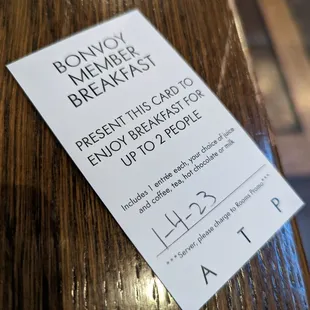 BONVOY
MEMBER
BREAKFAST
PRESENT THIS CARD TO
ENJOY BREAKFAST FOR
UP TO 2 PEOPLE
Includes 1 entrée each, your choice of juice
and coffee, tea, hot chocolate or milk
1-4-23
***Server, please charge to Rooms Promo***
A T P